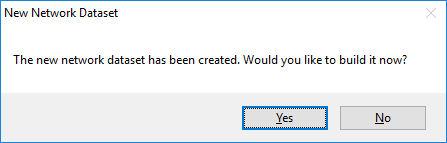 New Network Dataset
The new network dataset has been created. Would you like to build it now?
Yes
No